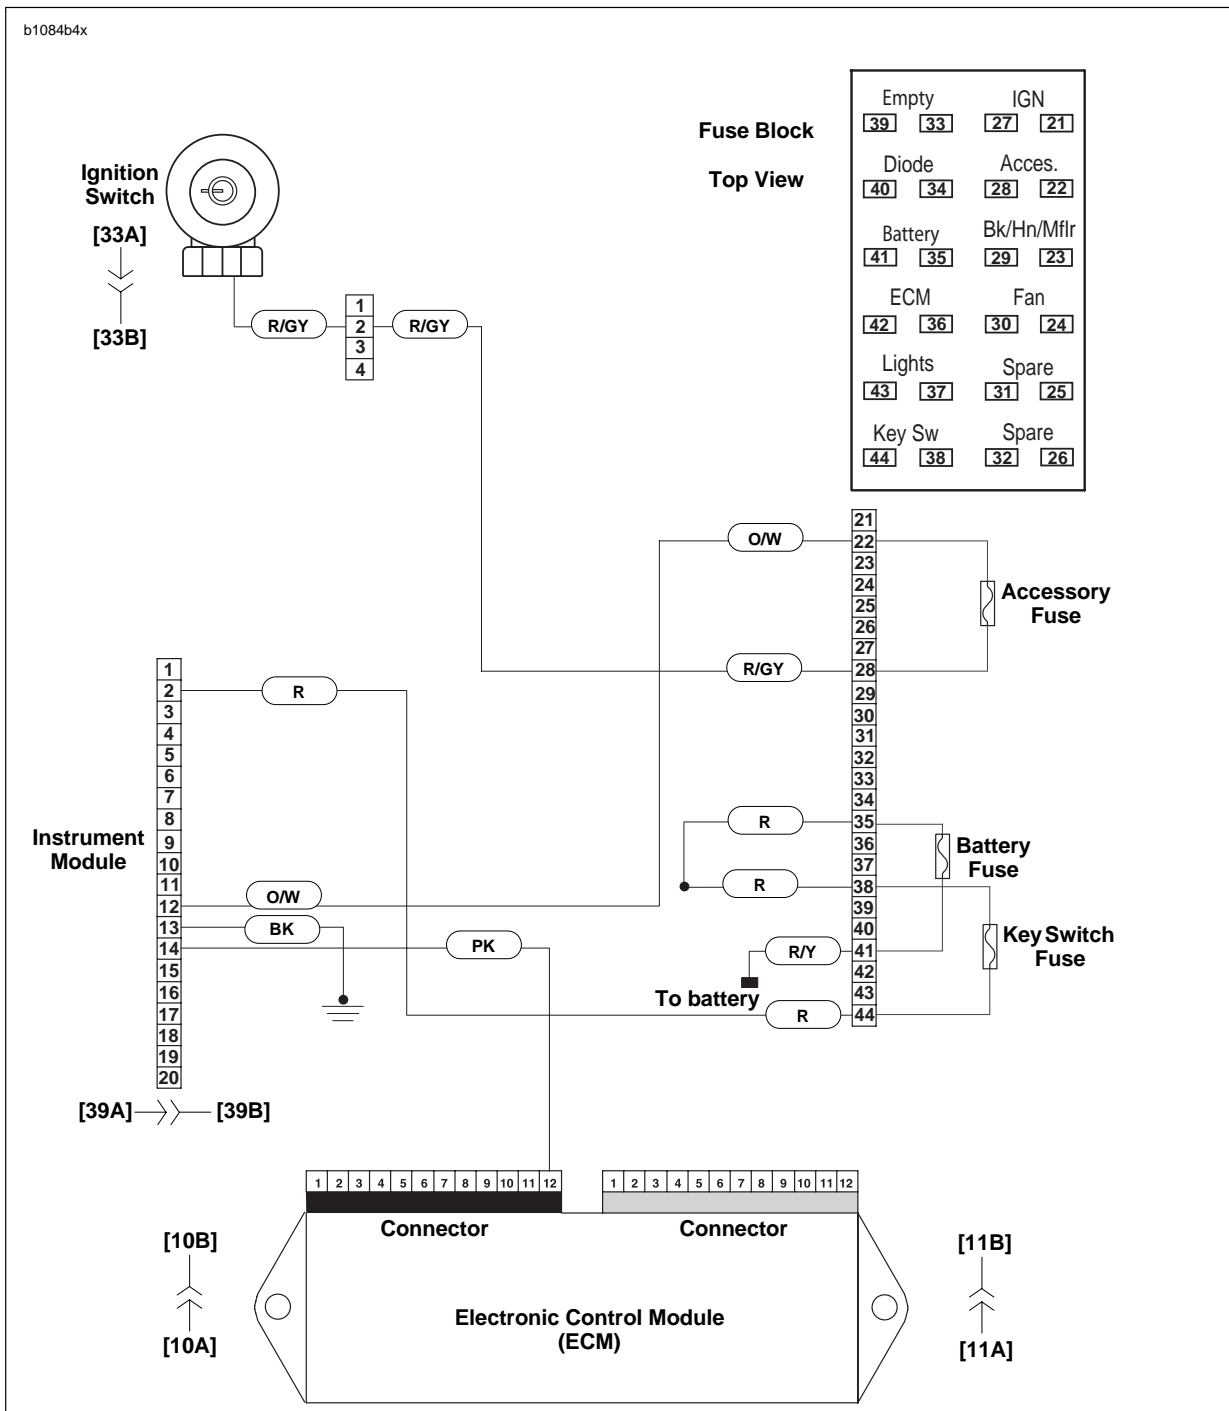 b1084b4x
Ignition
Switch
[33A]
[33B]
R/GY
1
2
3
4
R/GY
Fuse Block
Top View
Empty IGN
39 33 27 21
Diode Acces.
40 34 28 22
Battery Bk/Hn/Mflr
41 35 29 23
ECM Fan
42 36 30 24
Lights Spare
43 37 31 25
Key Sw Spare
44 38 32 26
O/W
R/GY
R
R
R/Y
To battery
R
21
22
23
24
25
26
27
28
29
30
31
32
33
34
35
36
37
38
39
40
41
42
43
44
Accessory
Fuse
Battery
Fuse
Key Switch
Fuse
Instrument
Module
1
2
3
4
5
6
7
8
9
10
11
12
13
14
15
16
17
18
19
20
R
O/W
BK
PK
[39A] [39B]
1 2 3 4 5 6 7 8 9 10 11 12
1 2 3 4 5 6 7 8 9 10 11 12
Connector Connector
[10B]
[10A]
Electronic Control Module
(ECM)
[11B]
[11A]